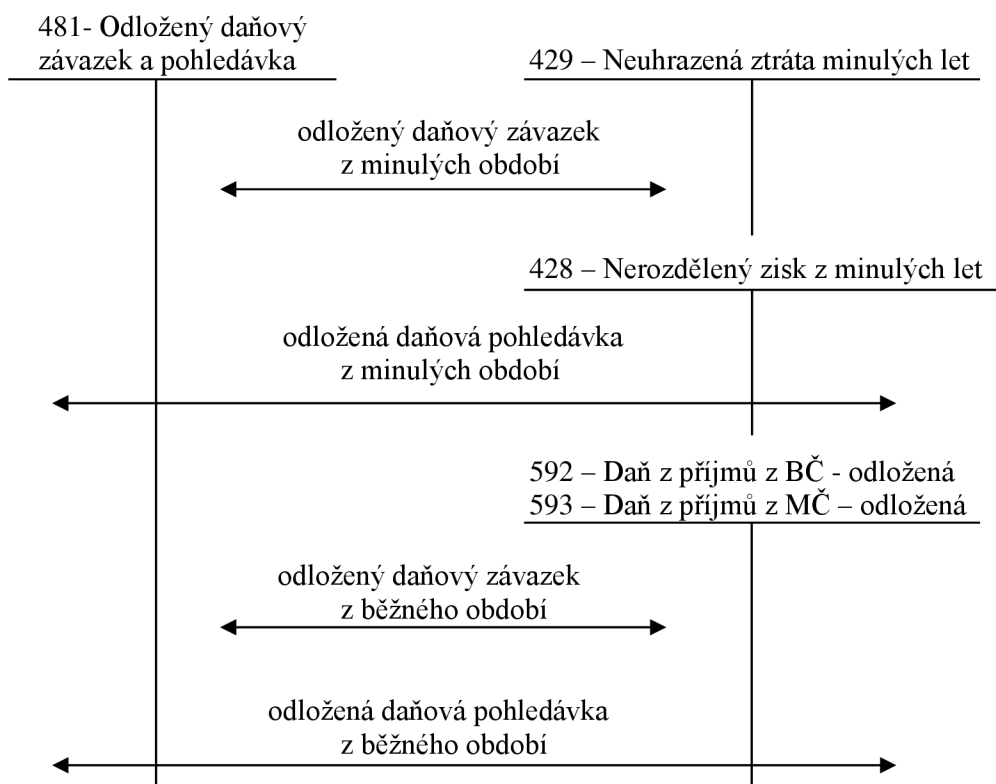 481- Odložený daňový
závazek a pohledávka
429 – Neuhrazená ztráta minulých let
odložený daňový závazek
z minulých období
428 – Nerozdělený zisk z minulých let
odložená daňová pohledávka
z minulých období
592 – Daň z příjmů z BČ - odložená
593 – Daň z příjmů z MČ – odložená
odložený daňový závazek
z běžného období
odložená daňová pohledávka
z běžného období